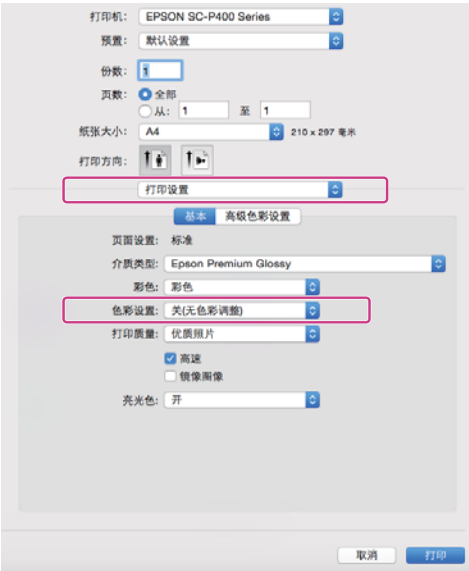 打印机: EPSON SC-P400 Series
预置: 默认设置
份数: 1
页数: 全部
从: 1 至 1
纸张大小: A4 210 x 297 毫米
打印方向:
打印设置
基本 高级色彩设置
页面设置: 标准
介质类型: Epson Premium Glossy
彩色: 彩色
色彩设置: 关(无色彩调整)
打印质量: 优质照片
高速
镜像图像
亮光色: 开
取消 打印